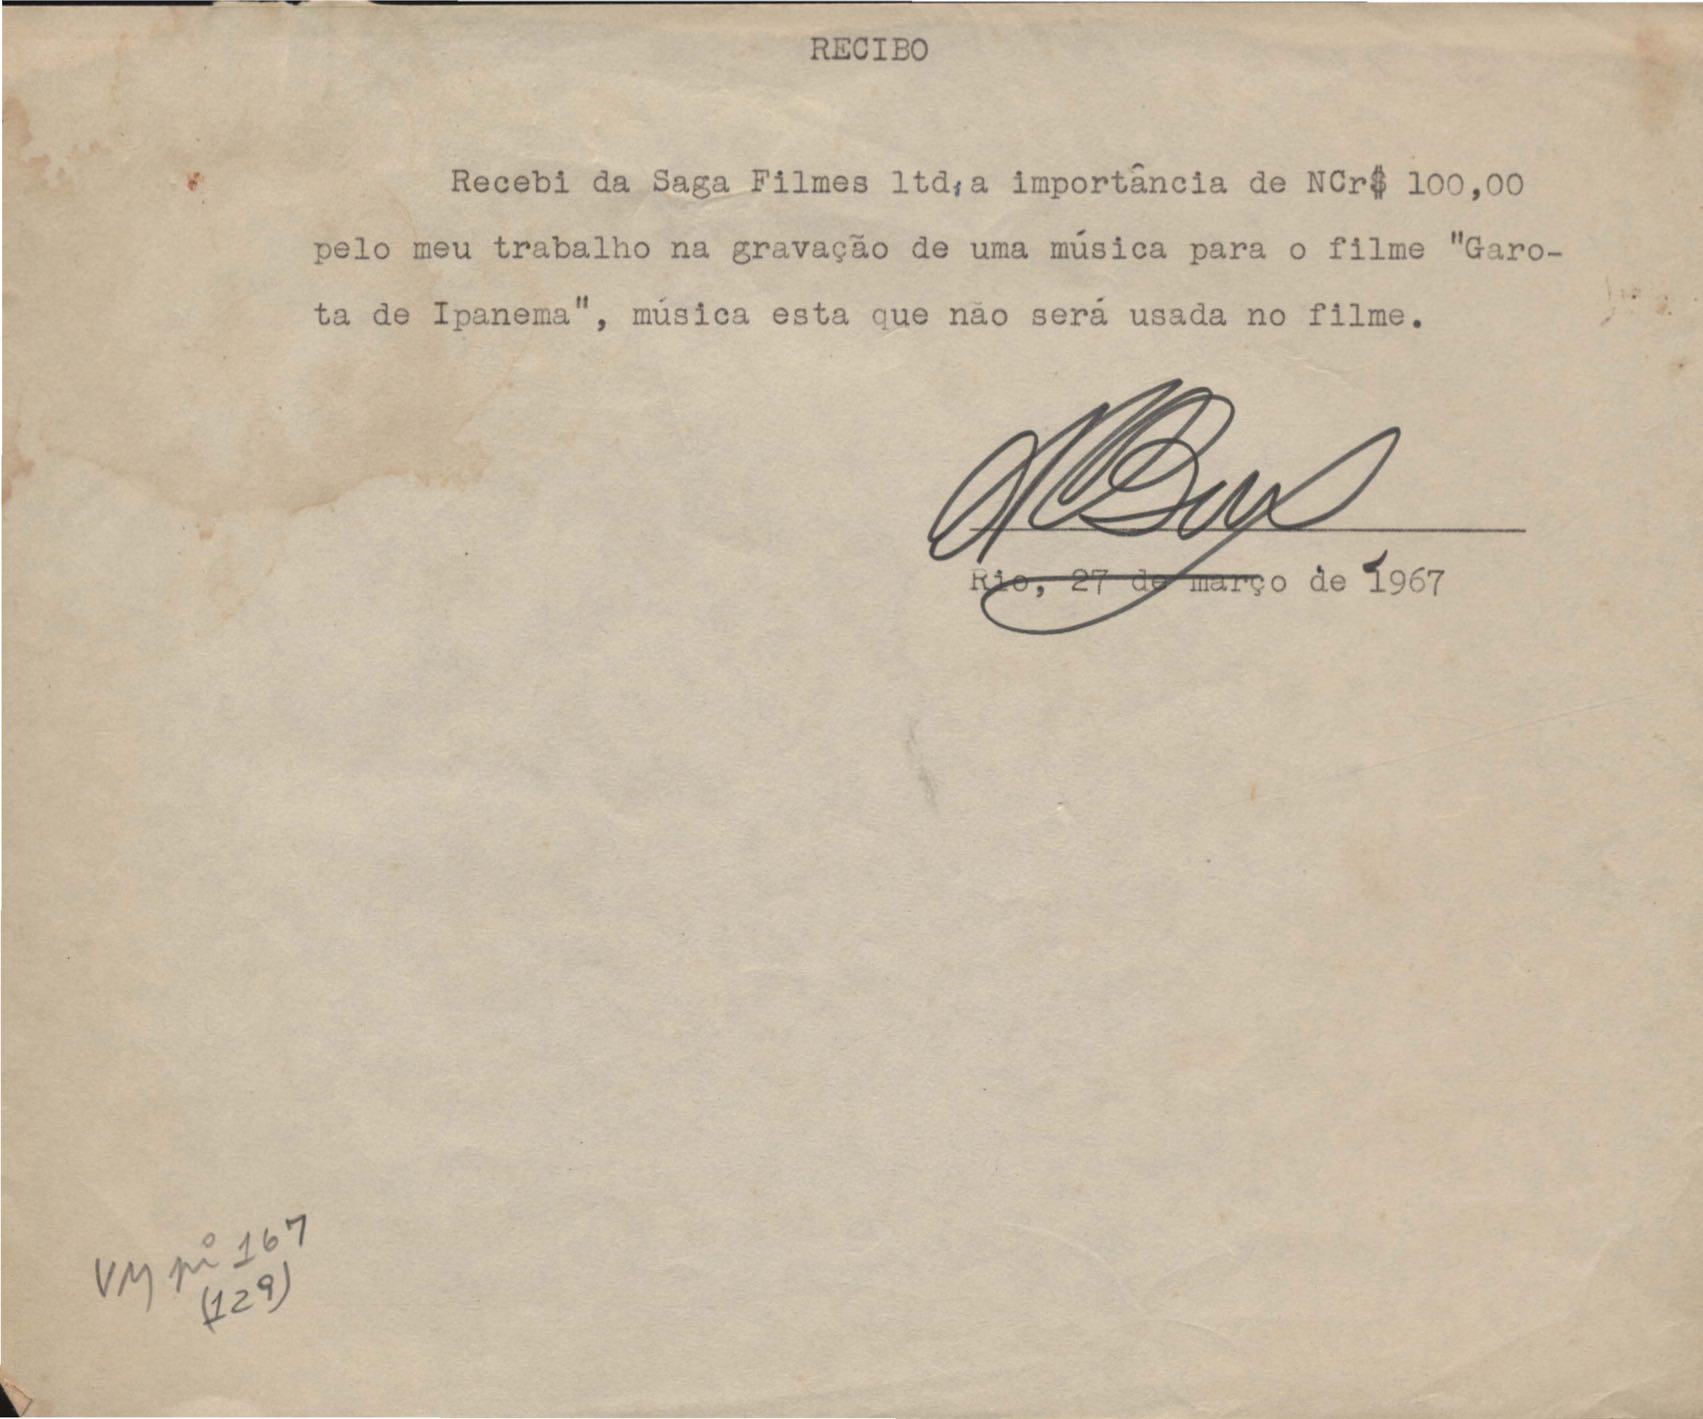 RECIBO
Recebi da Saga Filmes ltd, a importância de NCr$ 100,00
pelo meu trabalho na gravação de uma música para o filme "Garo-
ta de Ipanema", música esta que não será usada no filme.
Rio, 27 de março de 1967
VM pi 167
(129)